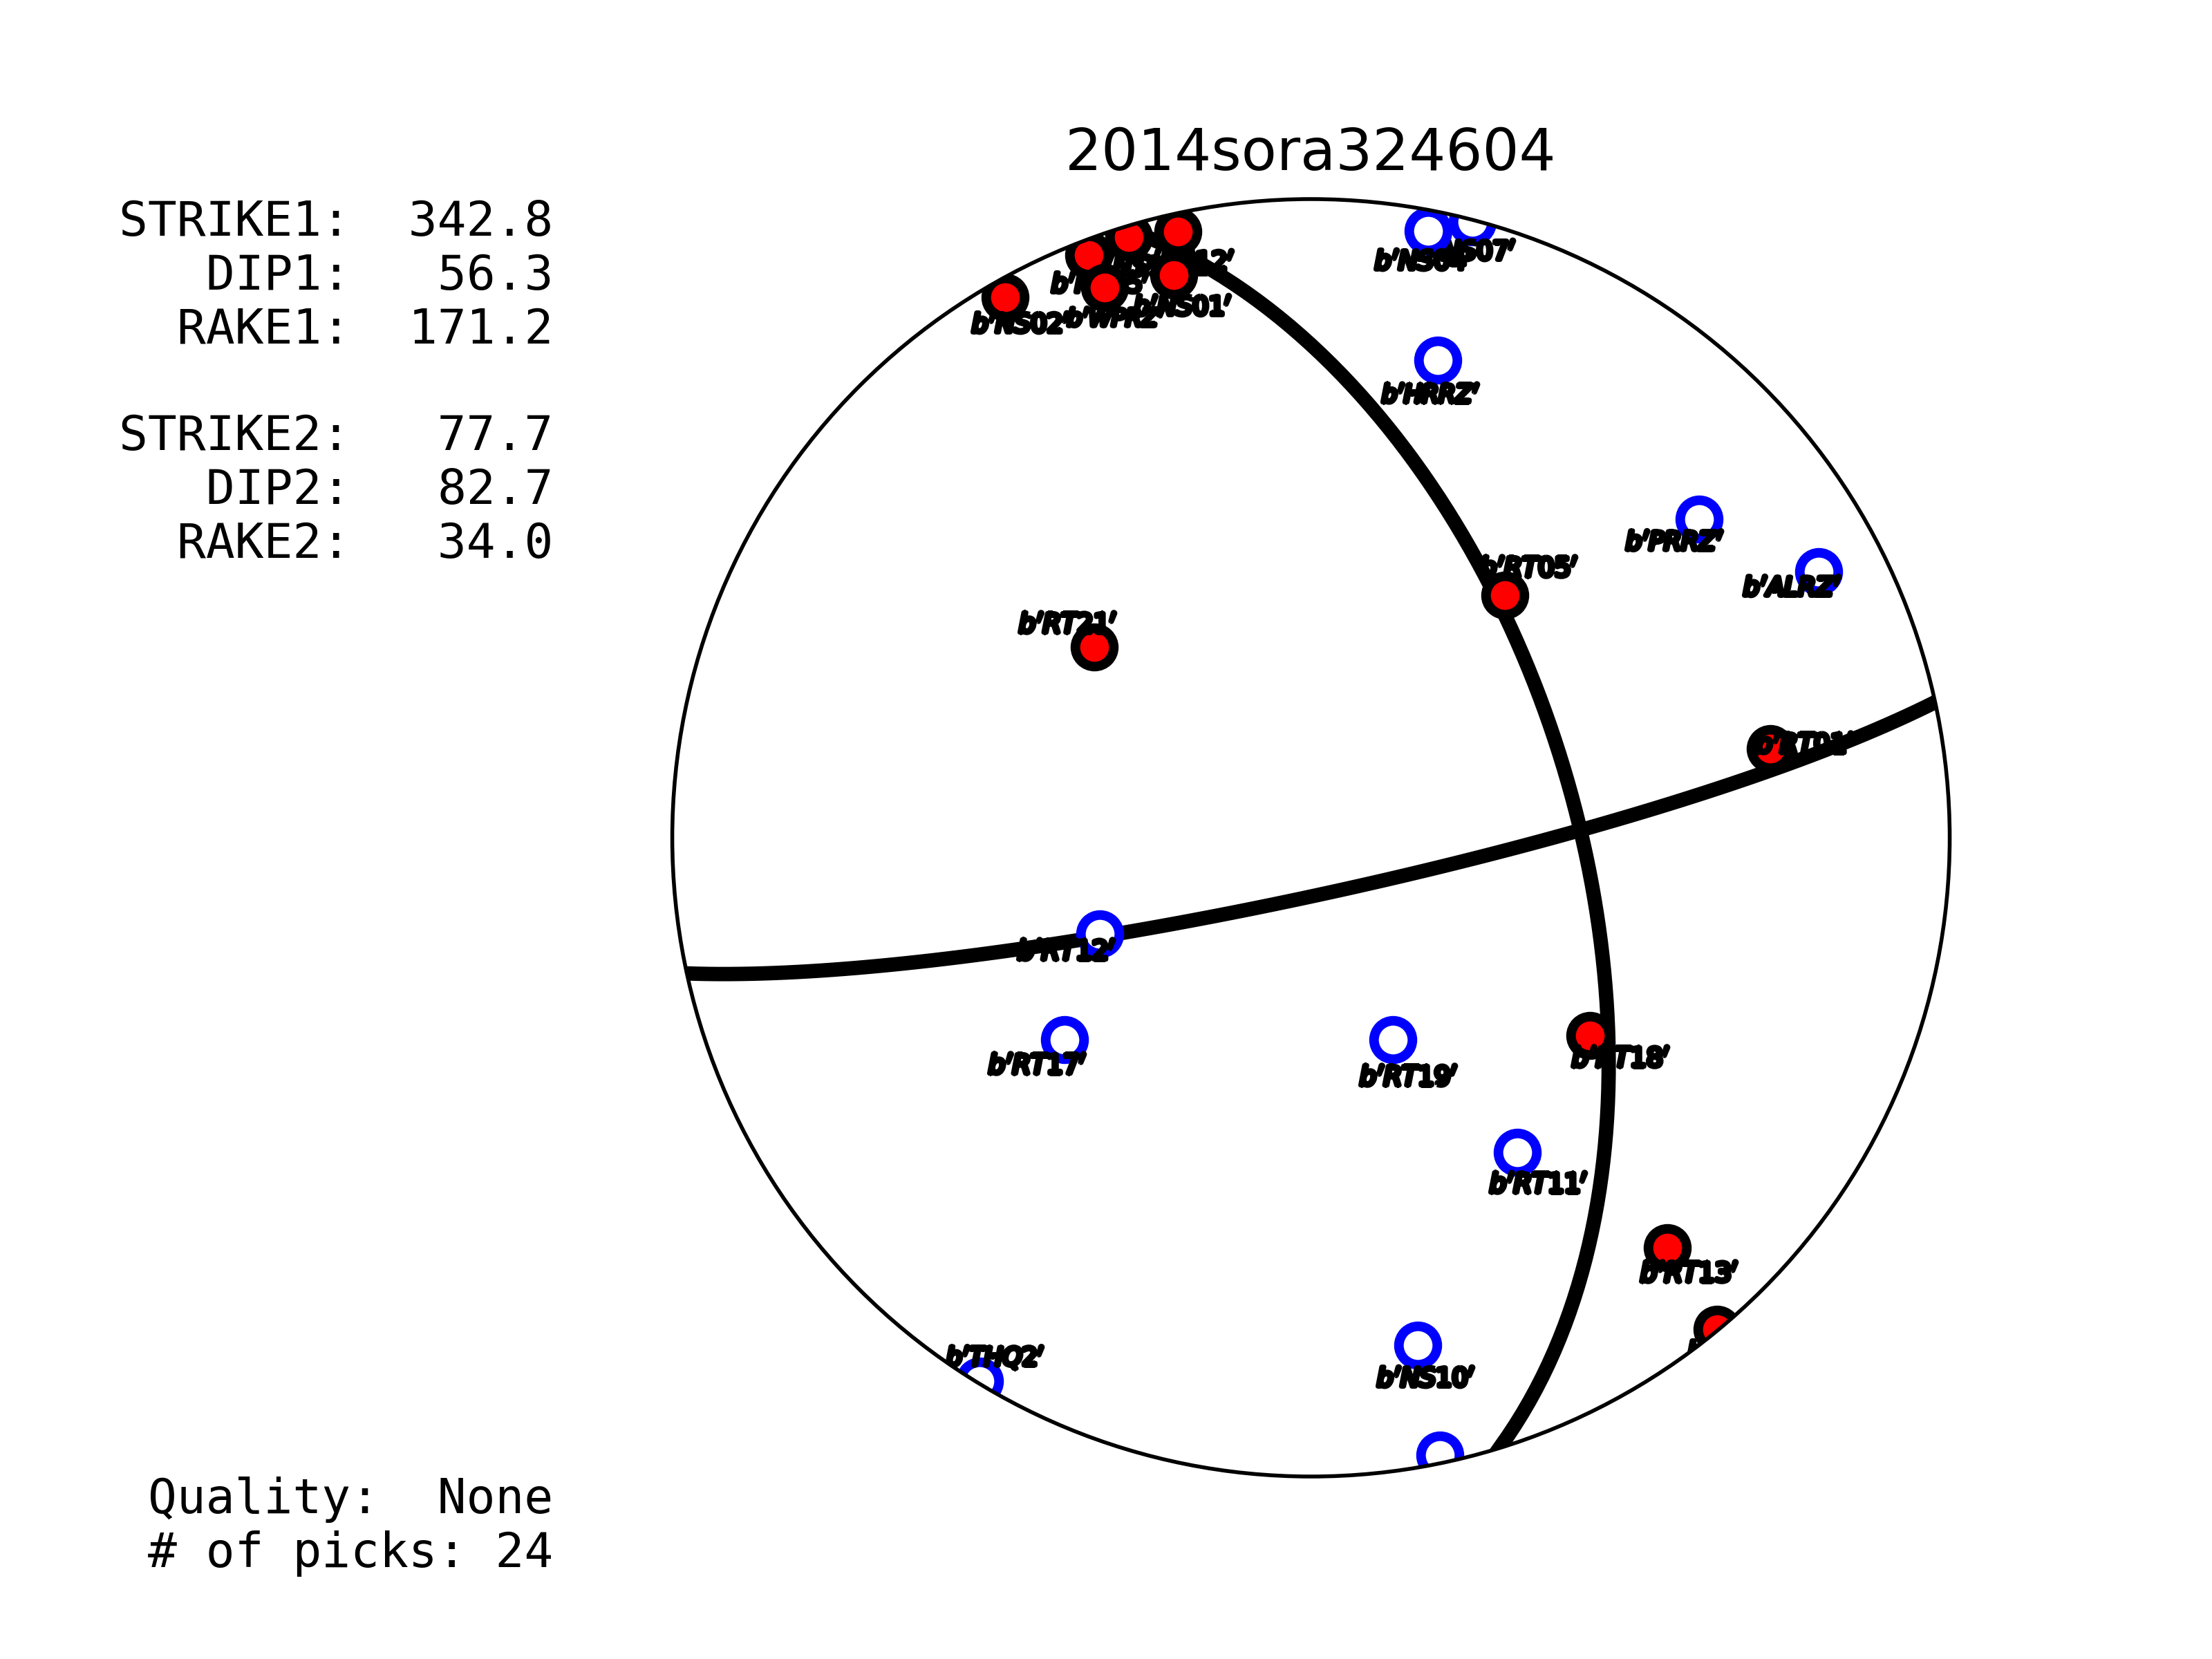 2014sora324604
STRIKE1: 342.8
DIP1: 56.3
RAKE1: 171.2
STRIKE2: 77.7
DIP2: 82.7
RAKE2: 34.0
b'NS02'
b'WPRZ'
b'NS01'
b'NS04'
b'HRRZ'
b'PRRZ'
b'ALRZ'
b'RT05'
b'RT21'
b'RT12'
b'RT17'
b'RT19'
b'RT18'
b'RT11'
b'RT13'
b'THQ2'
b'NS10'
Quality: None
# of picks: 24